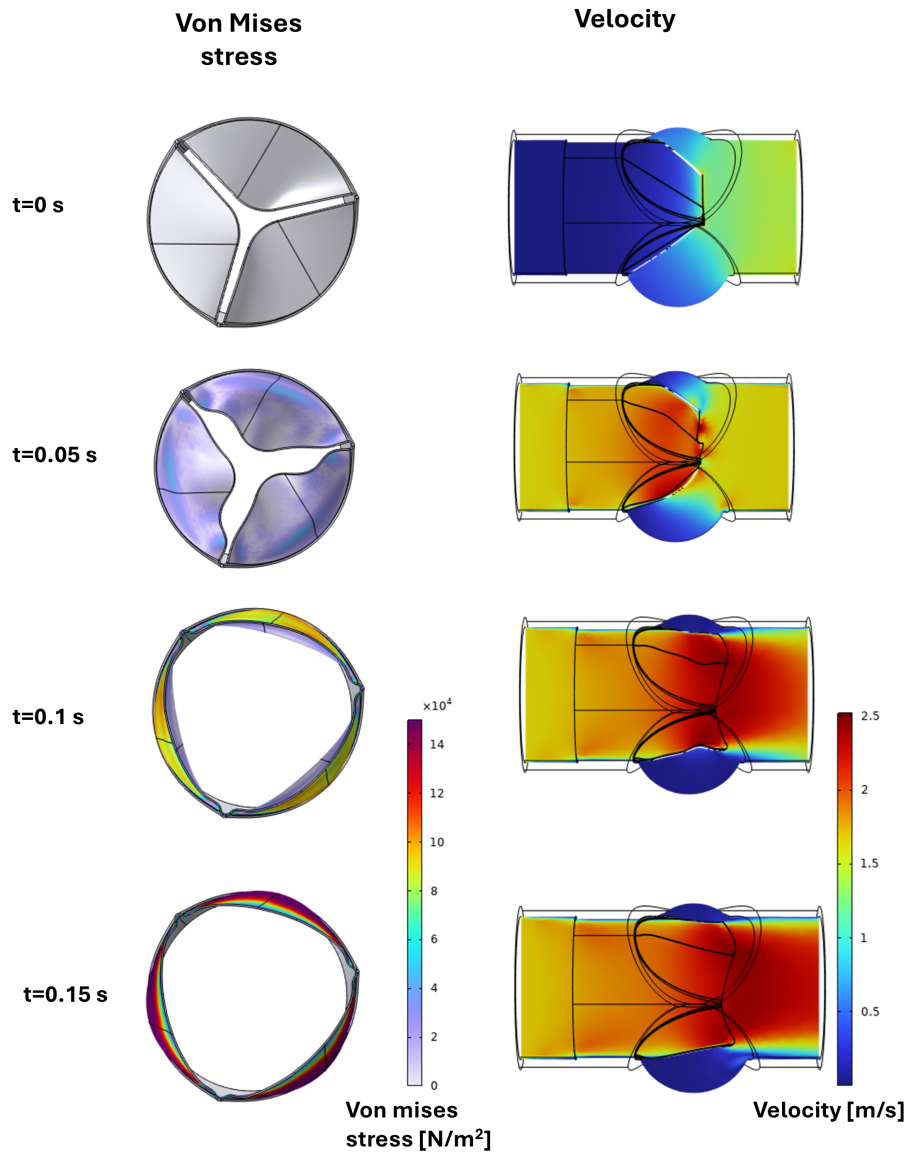 Von Mises
stress
Velocity
t=0 s
t=0.05 s
t=0.1 s
×10⁴
14
12
10
8
6
4
2
0
2.5
2
1.5
1
0.5
t=0.15 s
Von mises
stress [N/m²]
Velocity [m/s]